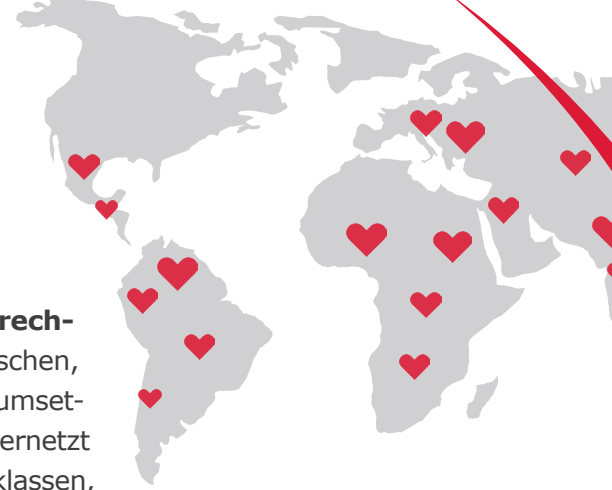 rech-
schen,
umset-
ernetzt
klassen,